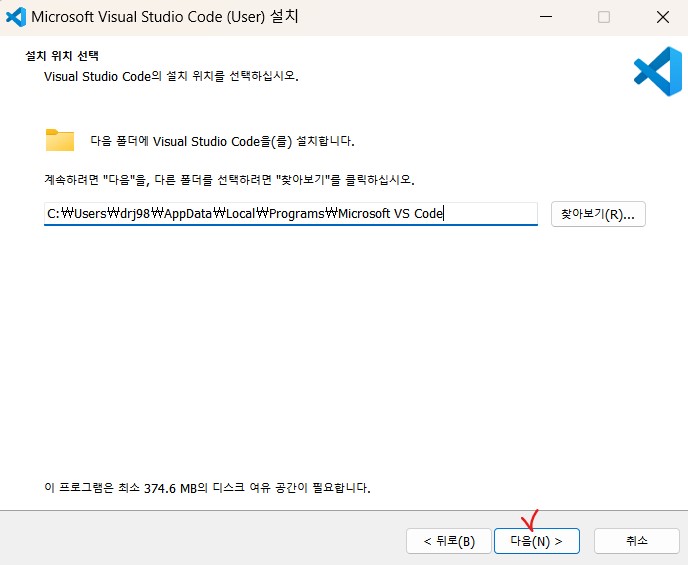 Microsoft Visual Studio Code (User) 설치
설치 위치 선택
Visual Studio Code의 설치 위치를 선택하십시오.
다음 폴더에 Visual Studio Code을(를) 설치합니다.
계속하려면 "다음"을, 다른 폴더를 선택하려면 "찾아보기"를 클릭하십시오.
C:₩Users₩drj98₩AppData₩Local₩Programs₩Microsoft VS Code
찾아보기(R)...
이 프로그램은 최소 374.6 MB의 디스크 여유 공간이 필요합니다.
< 뒤로(B)
다음(N) >
취소